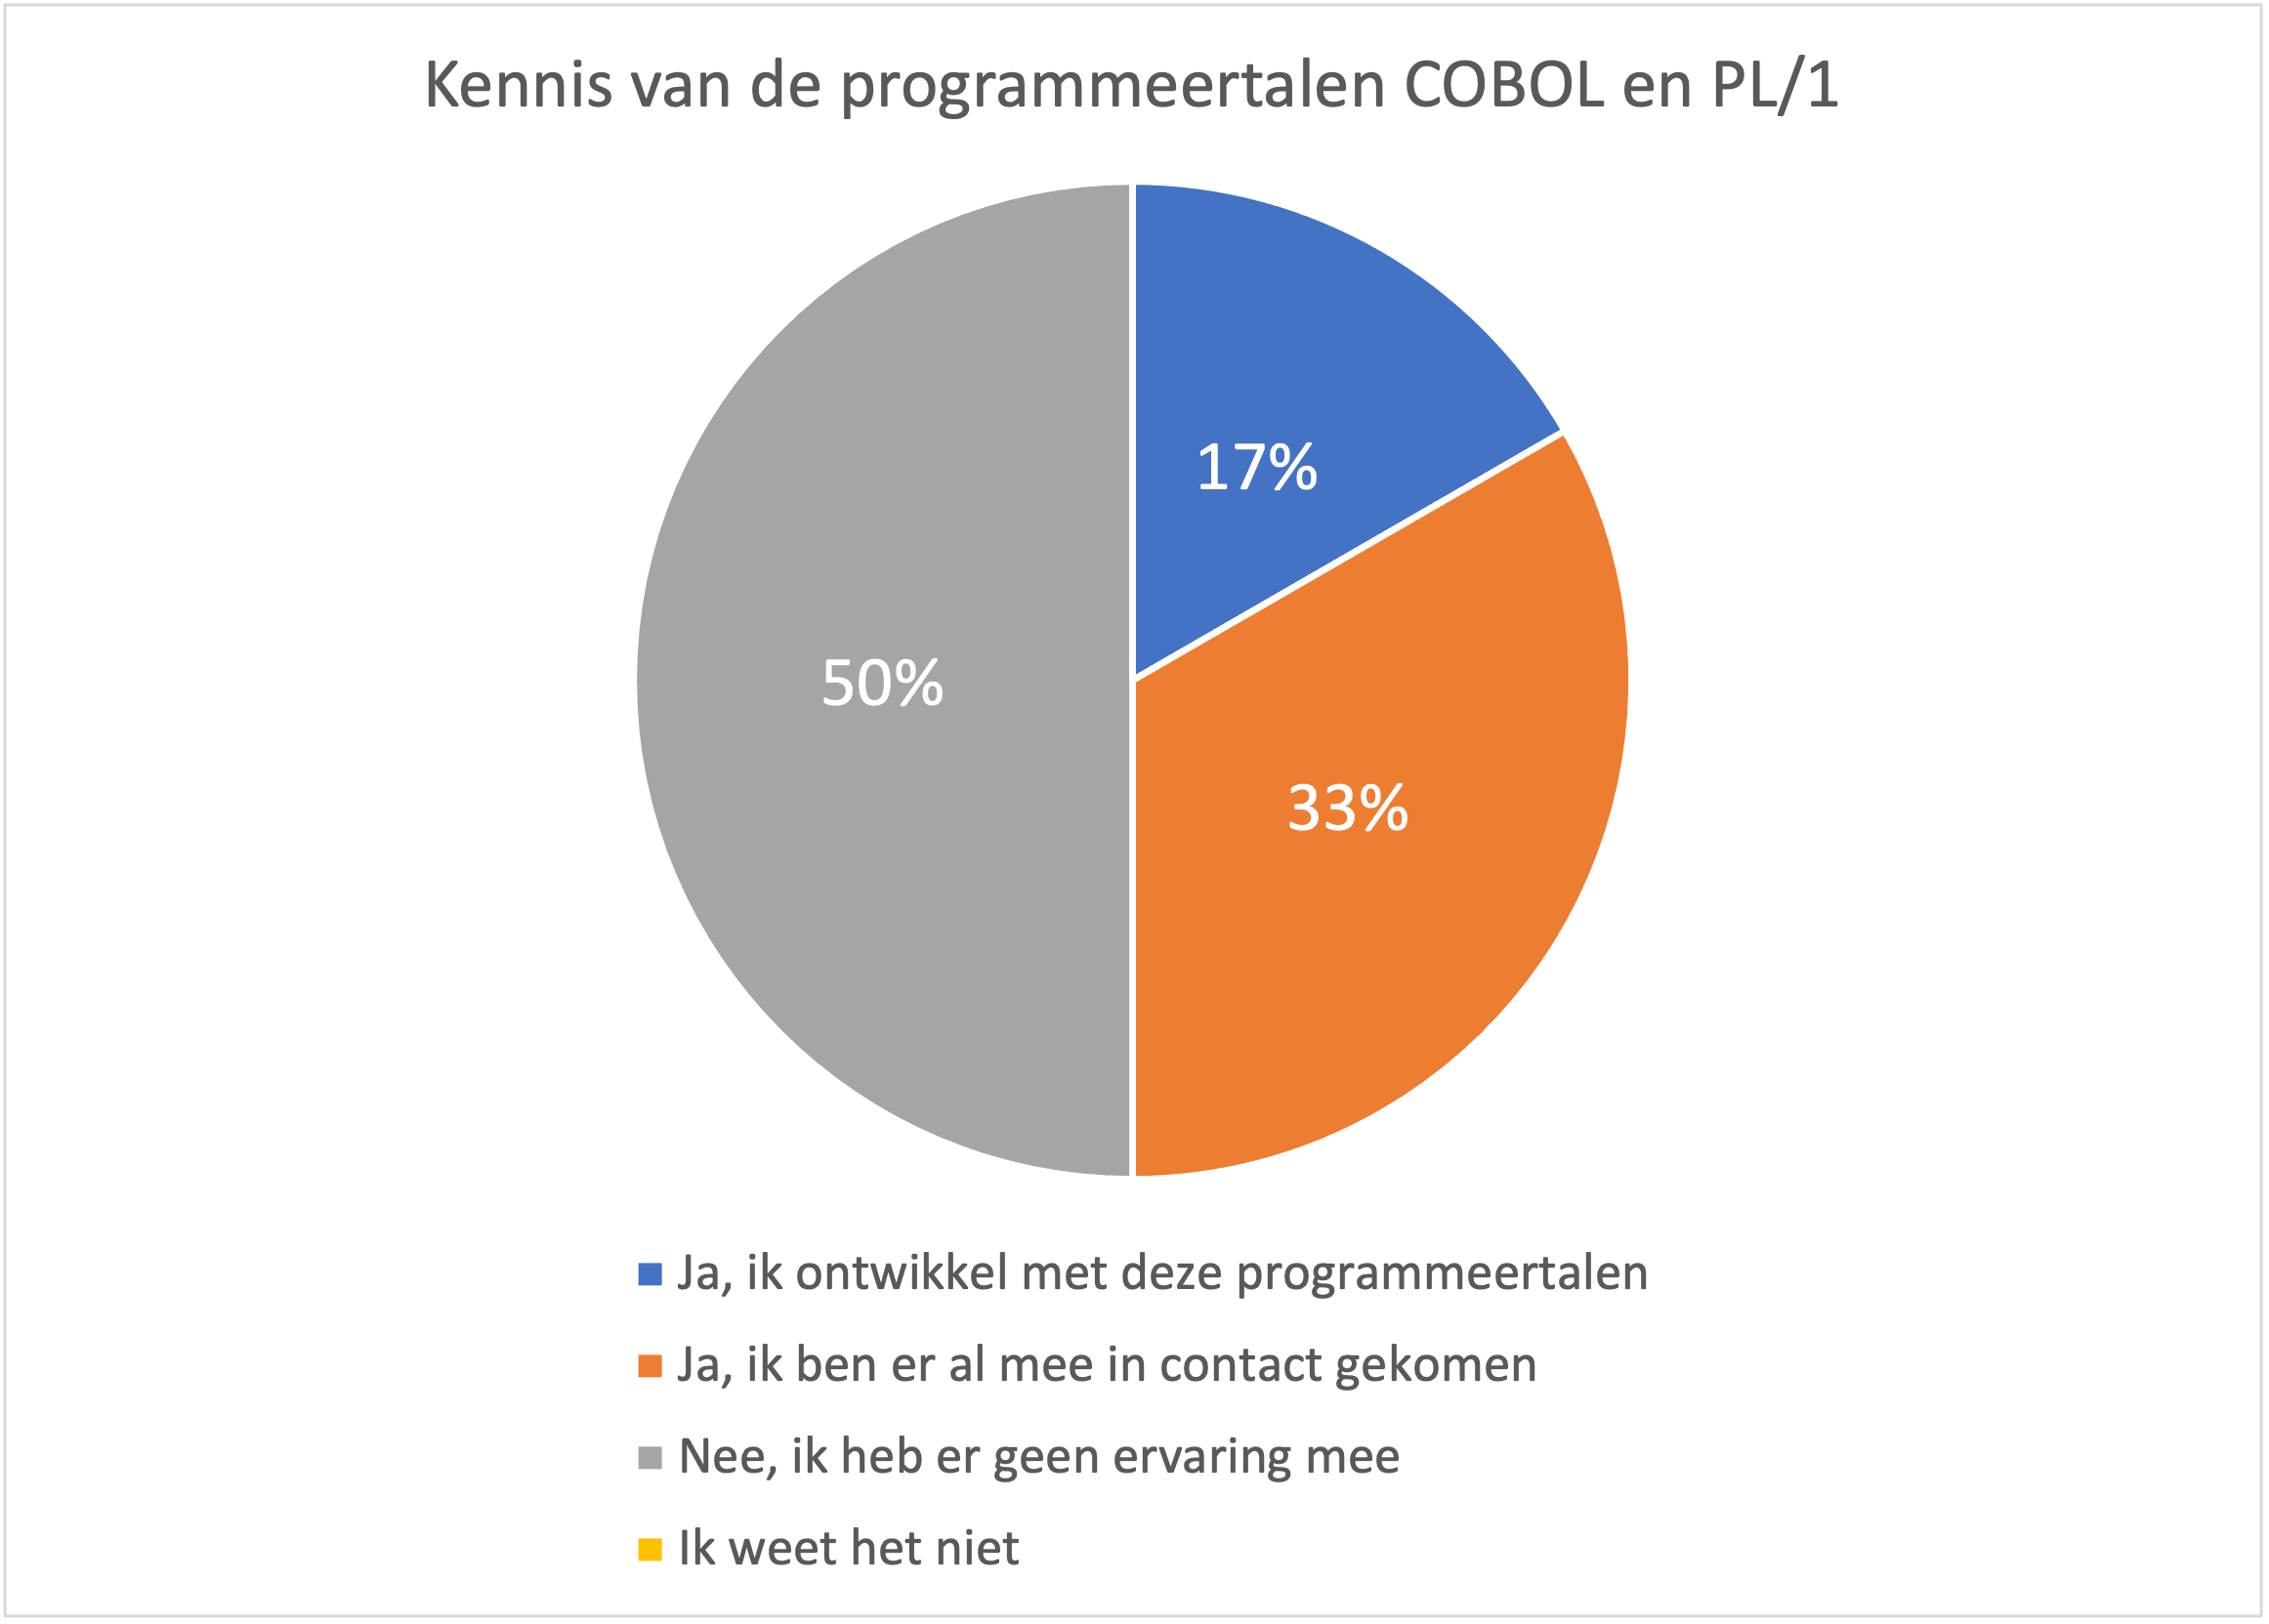 Kennis van de programmeertalen COBOL en PL/1
17%
50%
33%
Ja, ik ontwikkel met deze programmeertalen
Ja, ik ben er al mee in contact gekomen
Nee, ik heb er geen ervaring mee
Ik weet het niet